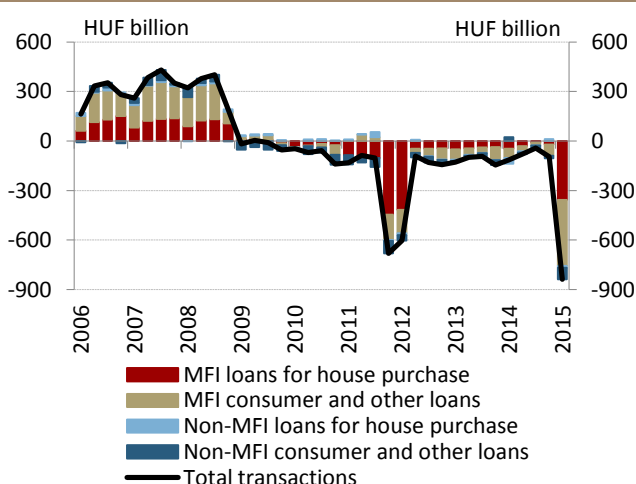 HUF billion HUF billion
600 600
300 300
0 0
-300 -300
-600 -600
-900 -900
2006 2007 2008 2009 2010 2011 2012 2013 2014 2015
MFI loans for house purchase
MFI consumer and other loans
Non-MFI loans for house purchase
Non-MFI consumer and other loans
Total transactions